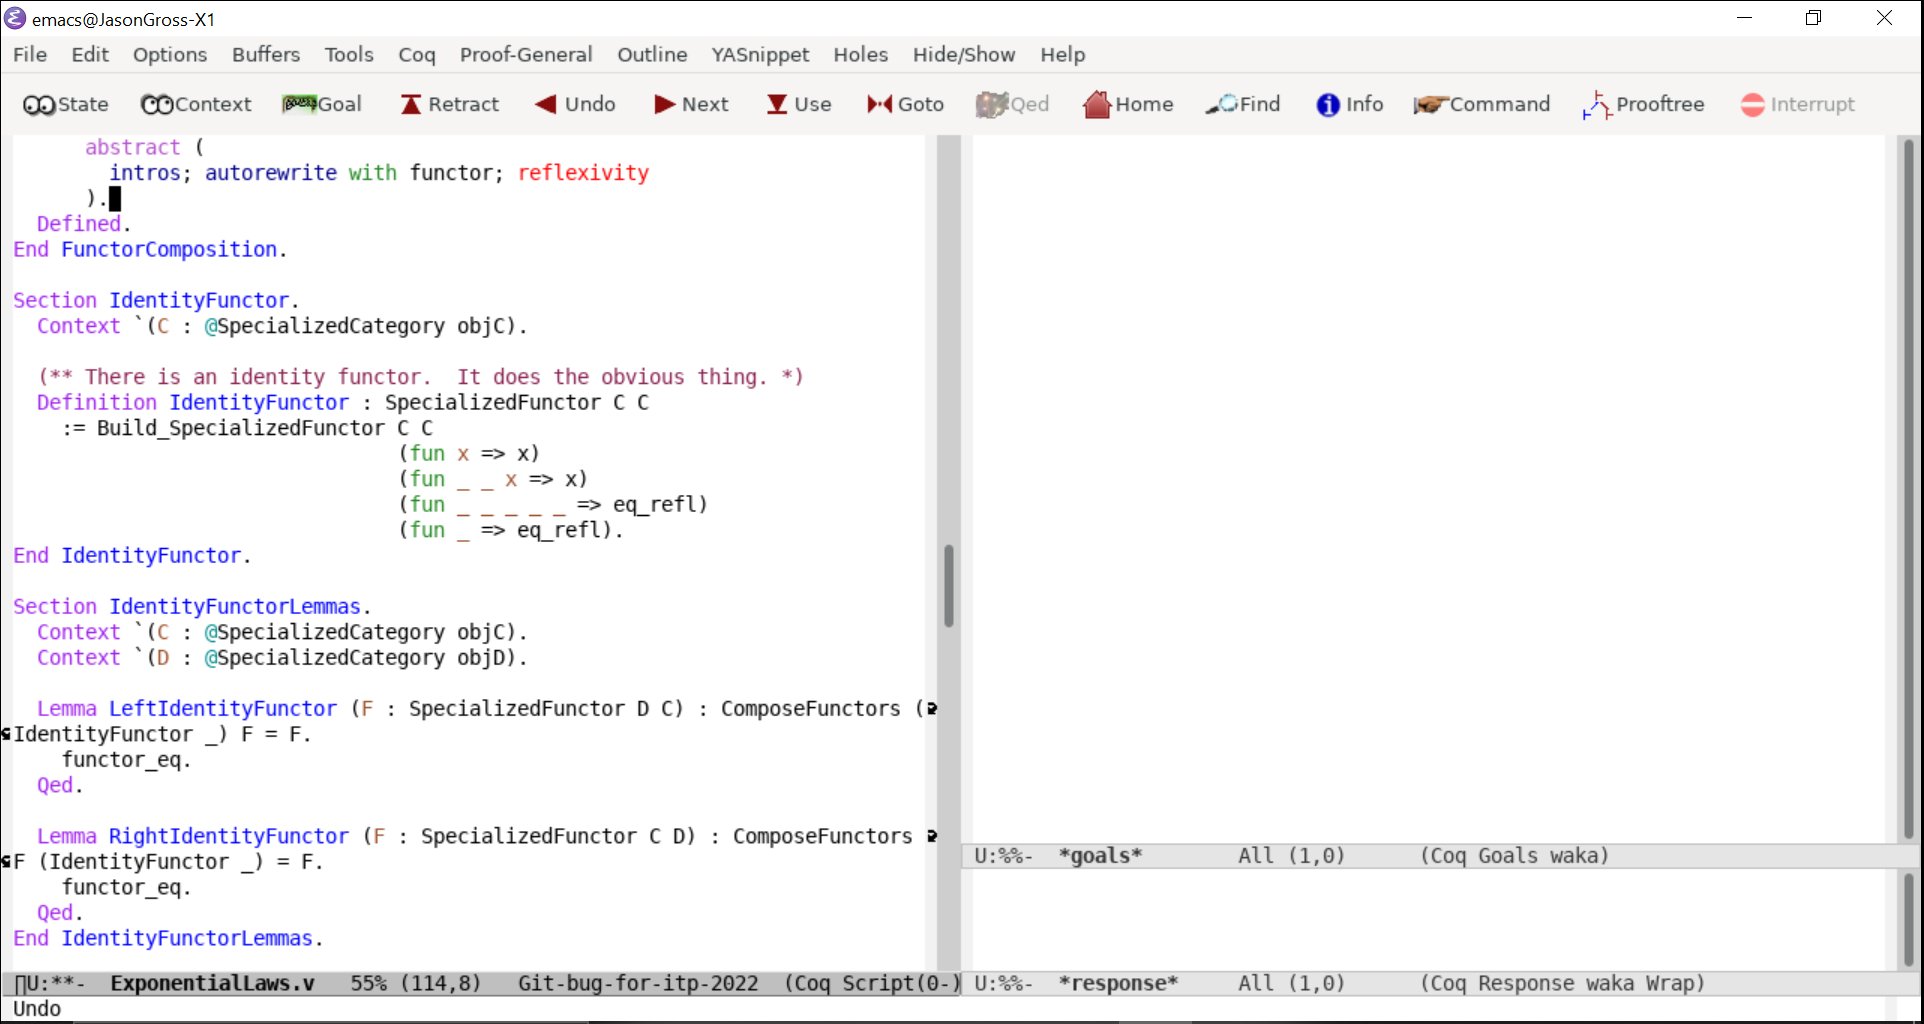 emacs@JasonGross-X1
File Edit Options Buffers Tools Coq Proof-General Outline YASnippet Holes Hide/Show Help
State Context Goal Retract Undo Next Use Goto Qed Home Find Info Command Prooftree Interrupt
abstract (
intros; autorewrite with functor; reflexivity
).
Defined.
End FunctorComposition.
Section IdentityFunctor.
Context `(C : @SpecializedCategory objC).
(** There is an identity functor.  It does the obvious thing. *)
Definition IdentityFunctor : SpecializedFunctor C C
:= Build_SpecializedFunctor C C
(fun x => x)
(fun _ _ x => x)
(fun _ _ _ _ _ => eq_refl)
(fun _ => eq_refl).
End IdentityFunctor.
Section IdentityFunctorLemmas.
Context `(C : @SpecializedCategory objC).
Context `(D : @SpecializedCategory objD).
Lemma LeftIdentityFunctor (F : SpecializedFunctor D C) : ComposeFunctors (
IdentityFunctor _) F = F.
functor_eq.
Qed.
Lemma RightIdentityFunctor (F : SpecializedFunctor C D) : ComposeFunctors
F (IdentityFunctor _) = F.
functor_eq.
Qed.
End IdentityFunctorLemmas.
U:**-  ExponentialLaws.v   55% (114,8)   Git-bug-for-itp-2022  (Coq Script(0-)
Undo
U:%%-  *goals*        All (1,0)      (Coq Goals waka)
U:%%-  *response*     All (1,0)      (Coq Response waka Wrap)